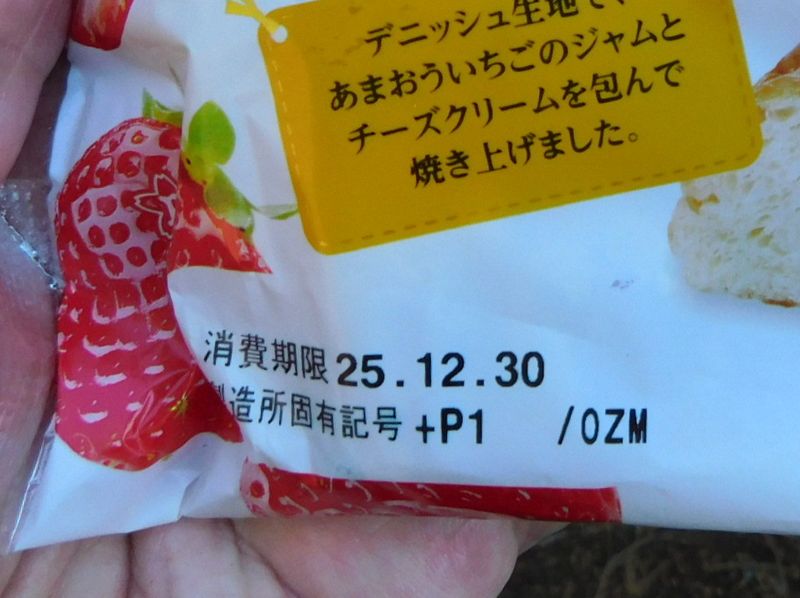 デニッシュ生地で、
あまおういちごのジャムと
チーズクリームを包んで
焼き上げました。
消費期限 25.12.30
製造所固有記号 +P1 /0ZM